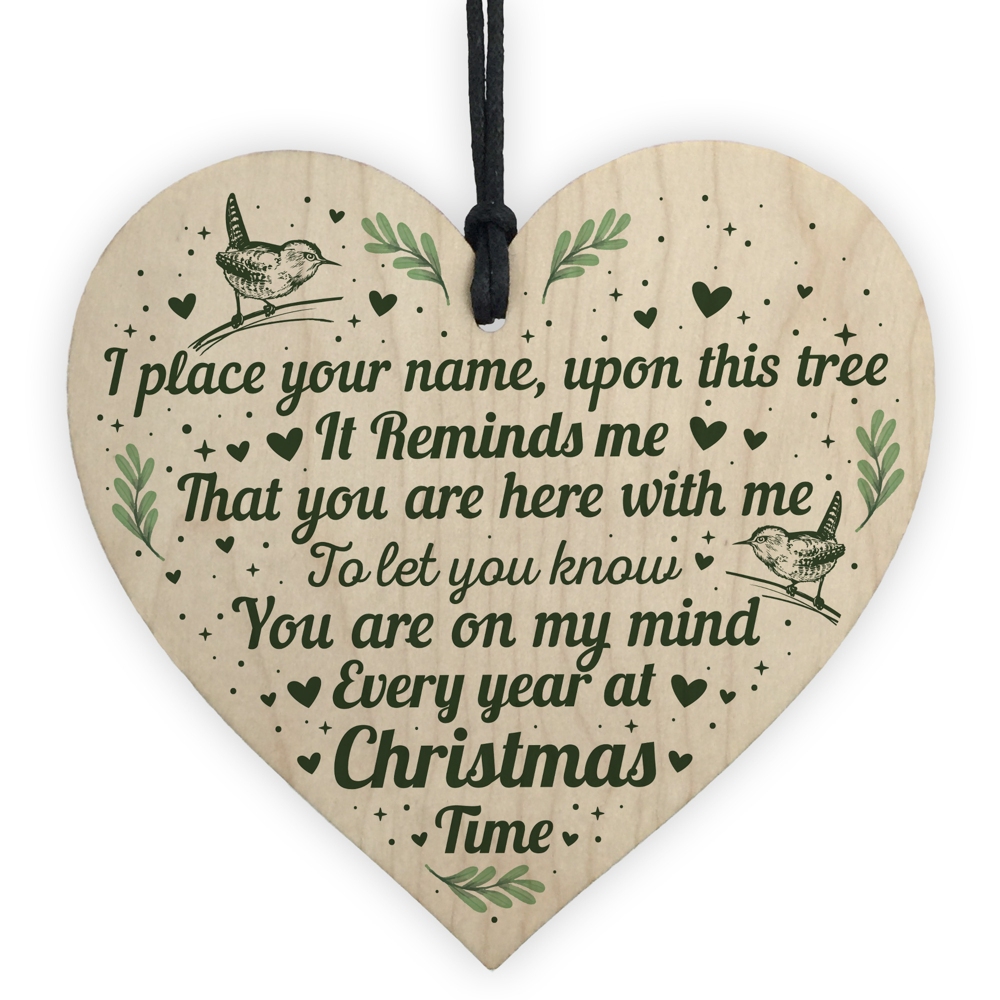 I place your name, upon this tree
It Reminds me
That you are here with me
To let you know
You are on my mind
Every year at
Christmas
Time